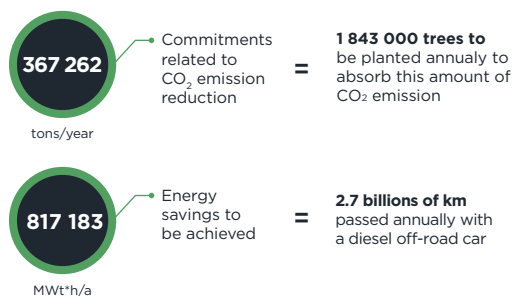 367 262
tons/year
Commitments
related to
CO₂ emission
reduction
=
1 843 000 trees to
be planted annualy to
absorb this amount of
CO₂ emission
817 183
MWt*h/a
Energy
savings to
be achieved
=
2.7 billions of km
passed annually with
a diesel off-road car